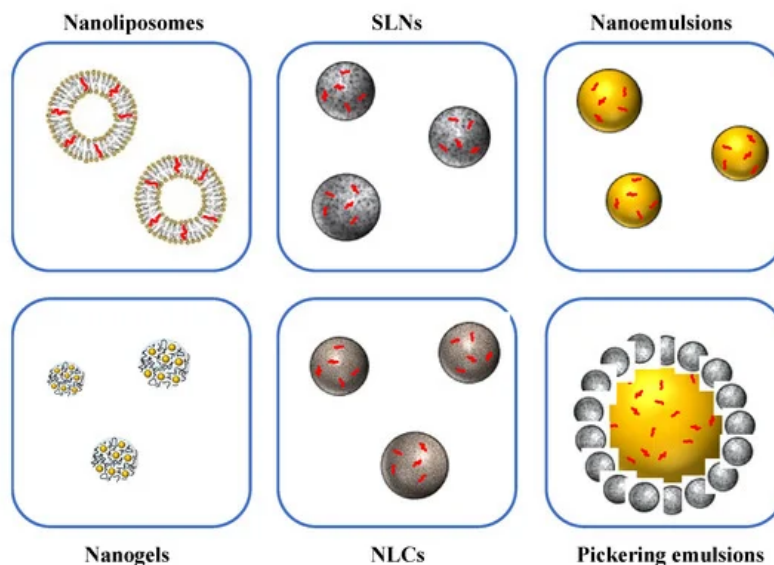 Nanoliposomes
SLNs
Nanoemulsions
Nanogels
NLCs
Pickering emulsions